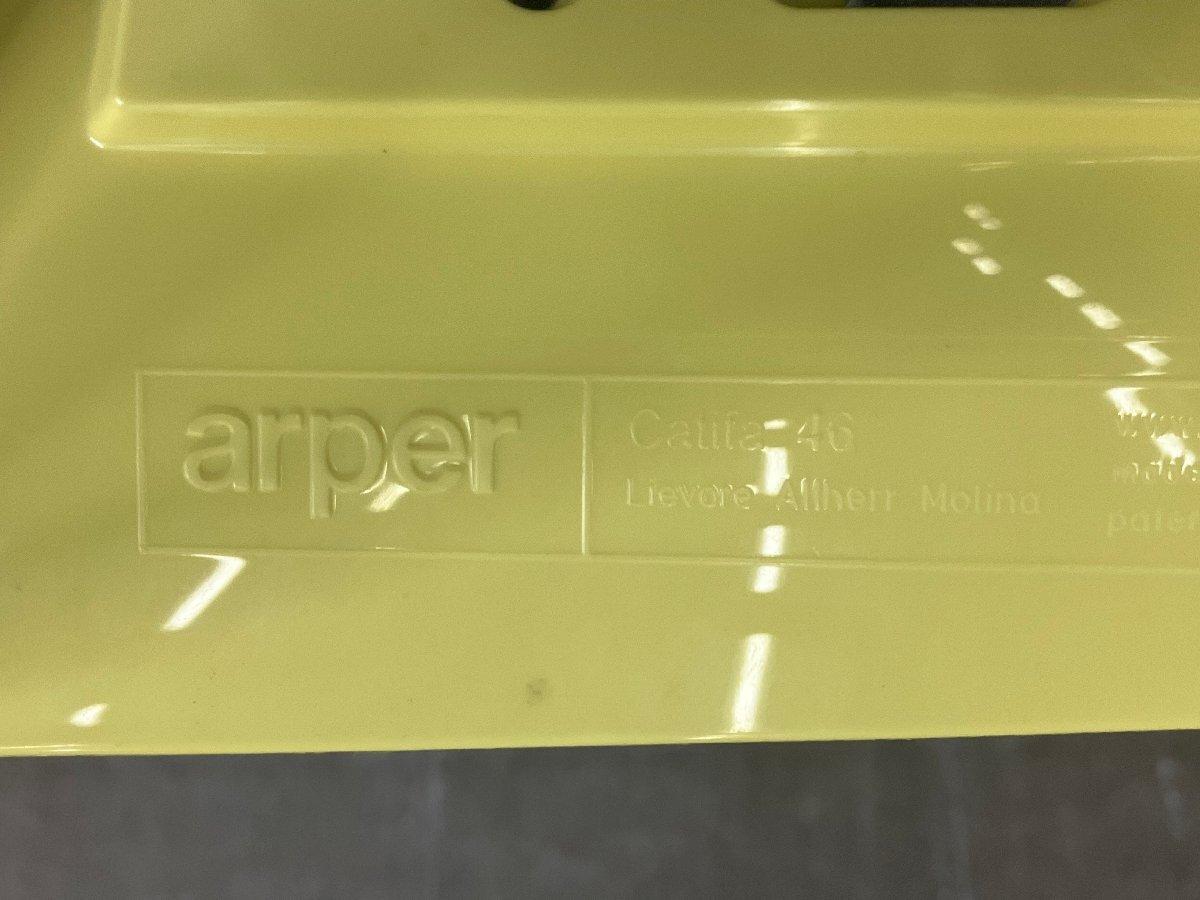 arper
Catifa 46
Lievore Altherr Molina